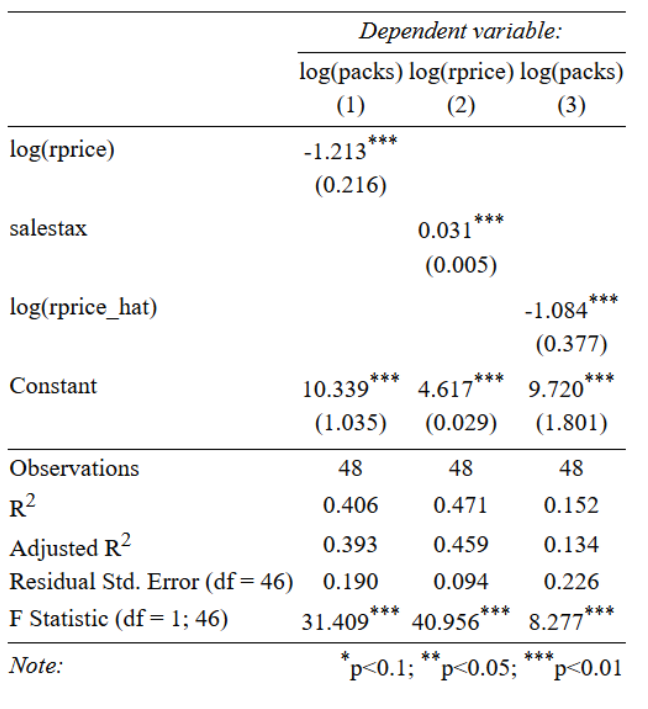 Dependent variable:
log(packs) log(rprice) log(packs)
(1) (2) (3)
log(rprice) -1.213***
(0.216)
salestax 0.031***
(0.005)
log(rprice_hat) -1.084***
(0.377)
Constant 10.339*** 4.617*** 9.720***
(1.035) (0.029) (1.801)
Observations 48 48 48
R2 0.406 0.471 0.152
Adjusted R2 0.393 0.459 0.134
Residual Std. Error (df = 46) 0.190 0.094 0.226
F Statistic (df = 1; 46) 31.409*** 40.956*** 8.277***
Note: *p<0.1; **p<0.05; ***p<0.01